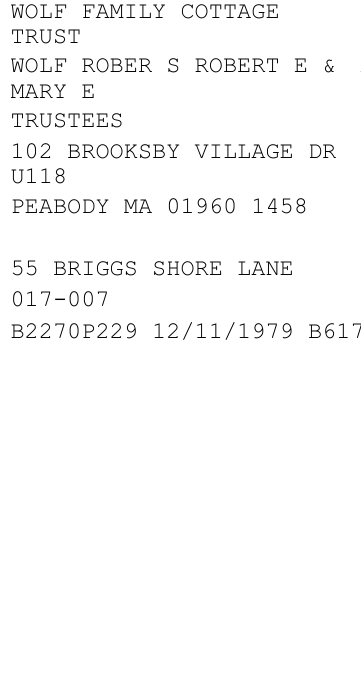 WOLF FAMILY COTTAGE
TRUST
WOLF ROBER S ROBERT E &
MARY E
TRUSTEES
102 BROOKSBY VILLAGE DR
U118
PEABODY MA 01960 1458
55 BRIGGS SHORE LANE
017-007
B2270P229 12/11/1979 B617